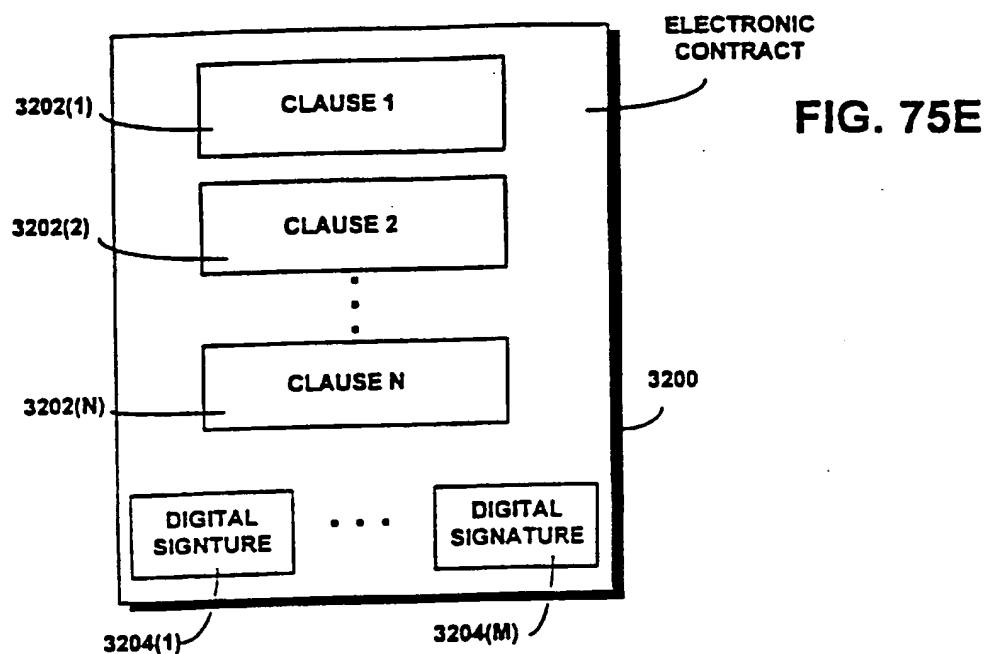 ELECTRONIC
CONTRACT
FIG. 75E
3202(1)
CLAUSE 1
3202(2)
CLAUSE 2
3202(N)
CLAUSE N
3200
DIGITAL
SIGNTURE
DIGITAL
SIGNATURE
3204(1)
3204(M)